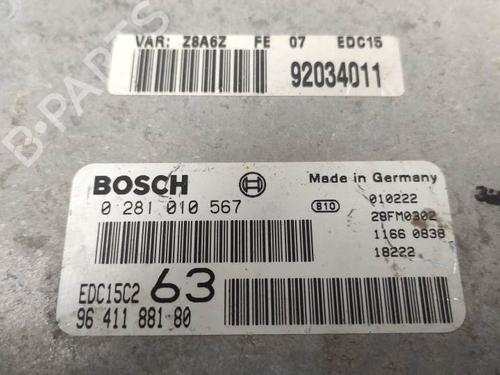 VAR: Z8A6Z FE 07 EDC15
92034011
BOSCH
Made in Germany
0 281 010 567
810
010222
28FM0302
1166 0838
18222
EDC15C2 63
96 411 881 80
B-PARTS